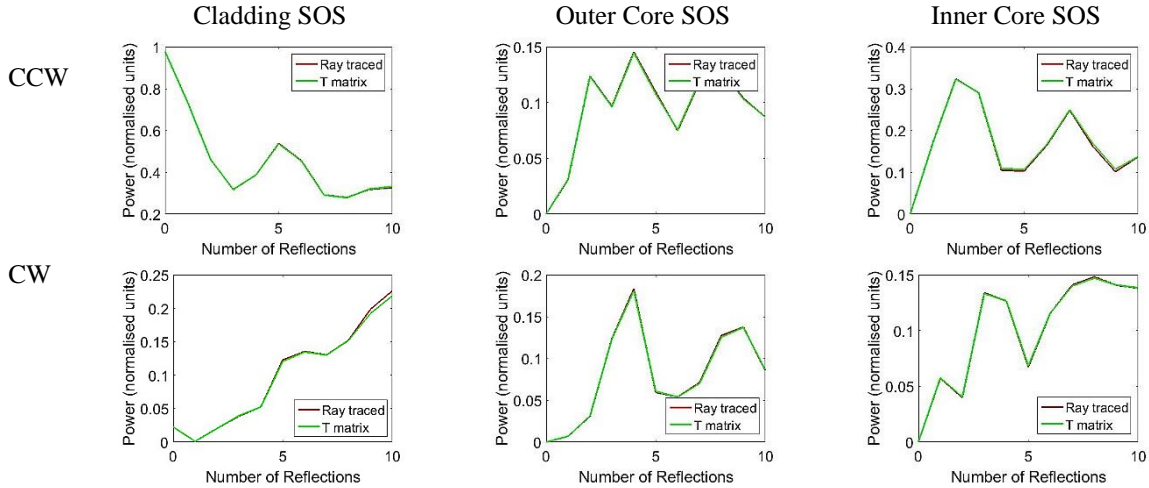 Cladding SOS Outer Core SOS Inner Core SOS
CCW
Power (normalised units)
1
0.8
0.6
0.4
0.2
0 5 10
Number of Reflections
Ray traced
T matrix
Power (normalised units)
0.15
0.1
0.05
0
0 5 10
Number of Reflections
Ray traced
T matrix
Power (normalised units)
0.4
0.3
0.2
0.1
0
0 5 10
Number of Reflections
Ray traced
T matrix
CW
Power (normalised units)
0.25
0.2
0.15
0.1
0.05
0
0 5 10
Number of Reflections
Ray traced
T matrix
Power (normalised units)
0.2
0.15
0.1
0.05
0
0 5 10
Number of Reflections
Ray traced
T matrix
Power (normalised units)
0.15
0.1
0.05
0
0 5 10
Number of Reflections
Ray traced
T matrix